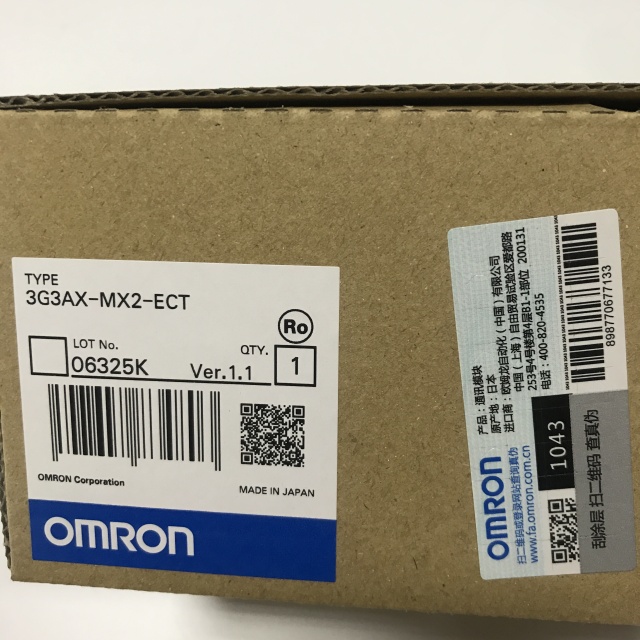 TYPE
3G3AX-MX2-ECT
Ro
LOT No.
06325K
Ver.1.1
QTY.
1
OMRON Corporation
MADE IN JAPAN
OMRON
产品：通讯模块
原产地：日本
进口商：欧姆龙自动化（中国）有限公司
中国（上海）自由贸易试验区爱都路
253号4号楼第4层B1-1部位 200131
电话：400-820-4535
898770677133
OMRON
扫二维码或登录网站查询真伪
www.fa.omron.com.cn
1043
刮涂层 扫二维码 查真伪